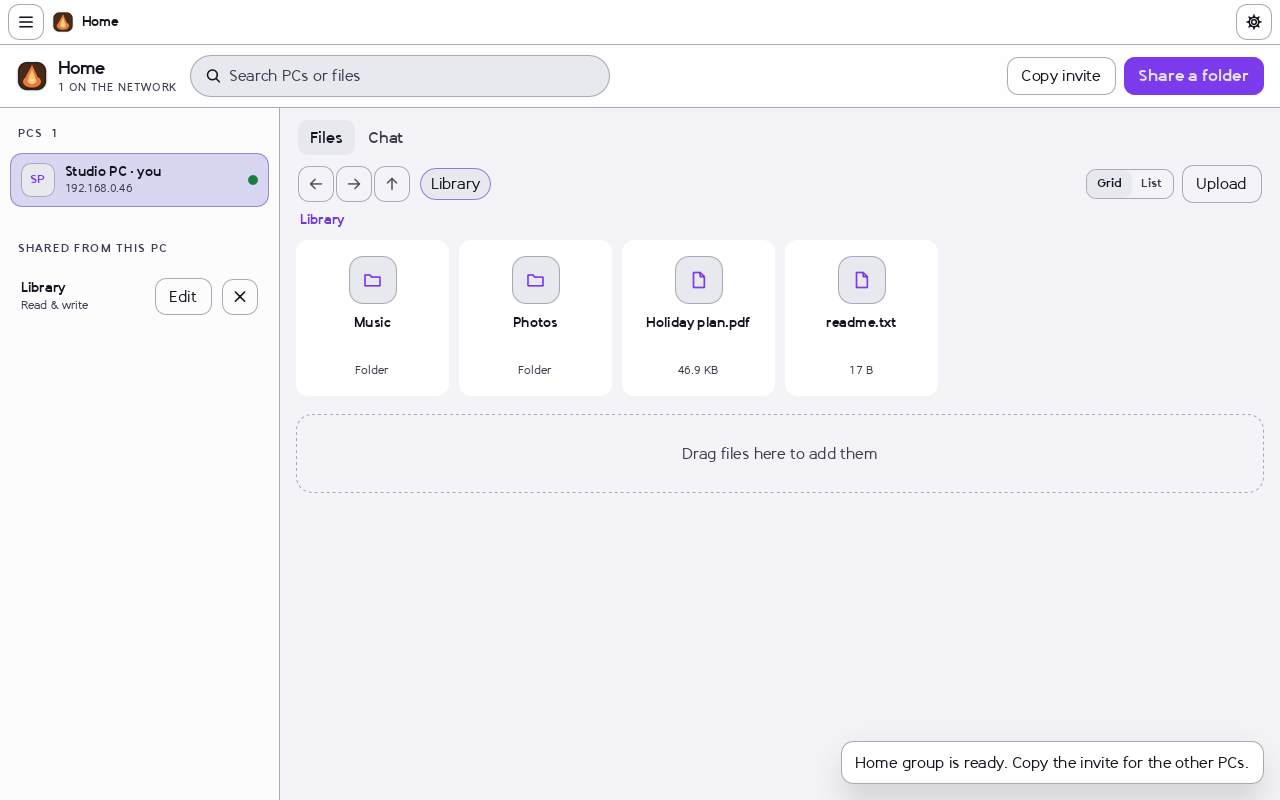 Home
Home
1 ON THE NETWORK
Search PCs or files
Copy invite
Share a folder
PCS 1
SP
Studio PC · you
192.168.0.46
SHARED FROM THIS PC
Library
Read & write
Edit
Files
Chat
Library
Grid
List
Upload
Library
Music
Folder
Photos
Folder
Holiday plan.pdf
46.9 KB
readme.txt
17 B
Drag files here to add them
Home group is ready. Copy the invite for the other PCs.